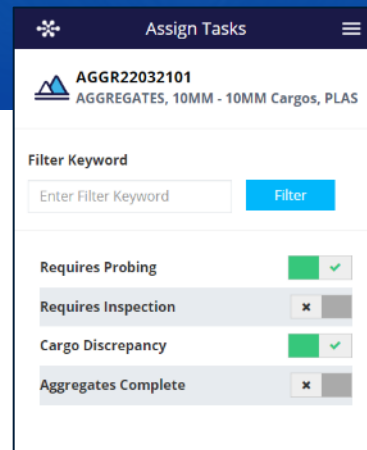 Assign Tasks
AGGR22032101
AGGREGATES, 10MM - 10MM Cargos, PLAS
Filter Keyword
Enter Filter Keyword Filter
Requires Probing
Requires Inspection
Cargo Discrepancy
Aggregates Complete